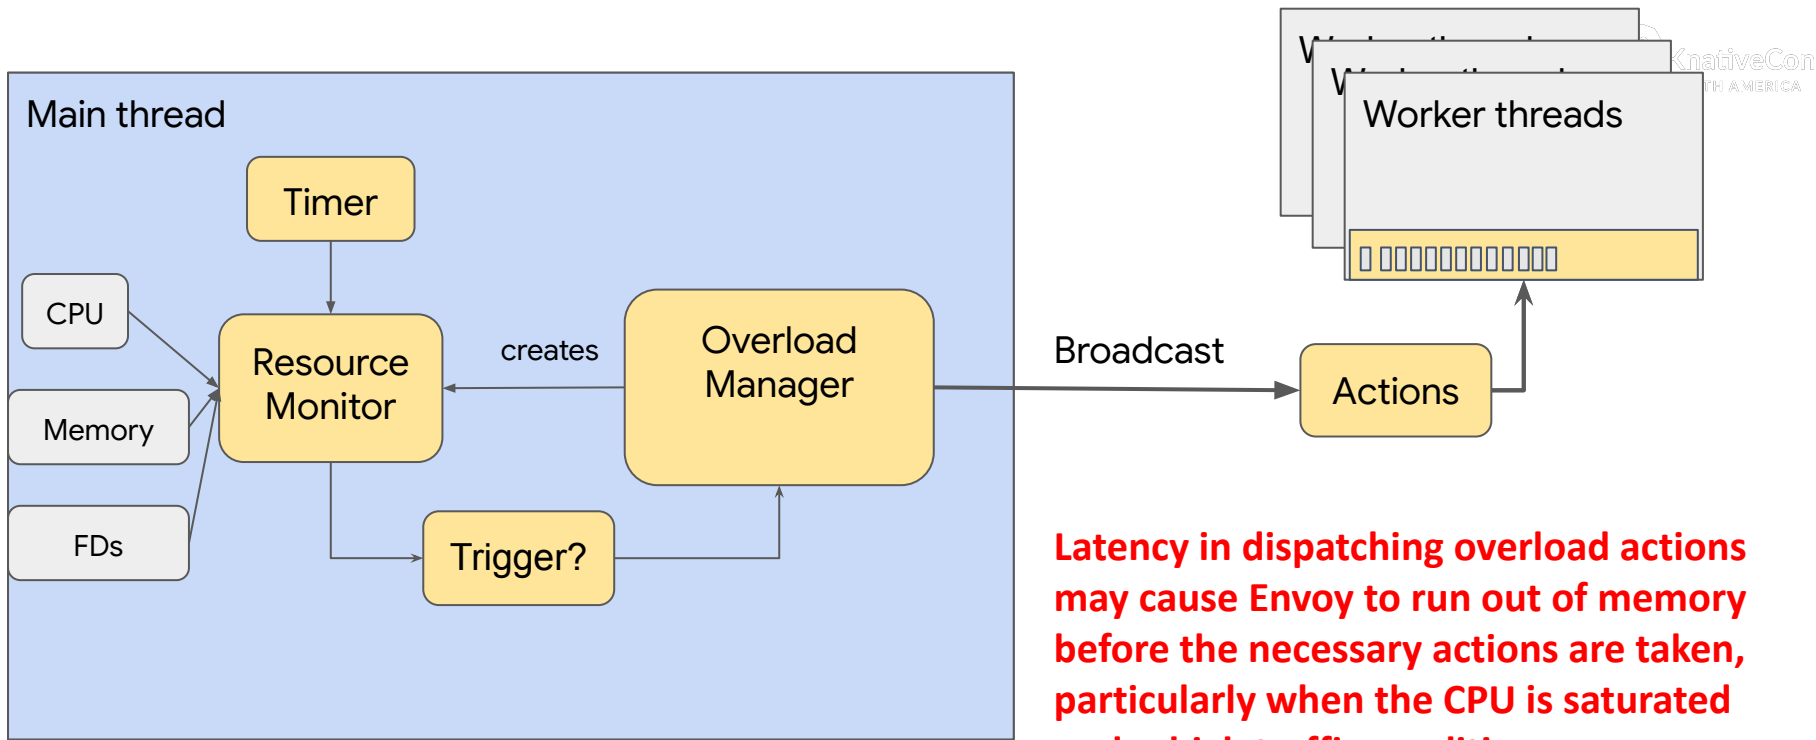 Main thread
Timer
CPU
Memory
FDs
Resource
Monitor
creates
Overload
Manager
Trigger?
Broadcast
Actions
Worker threads
KnativeCon
AMERICA
Latency in dispatching overload actions
may cause Envoy to run out of memory
before the necessary actions are taken,
particularly when the CPU is saturated